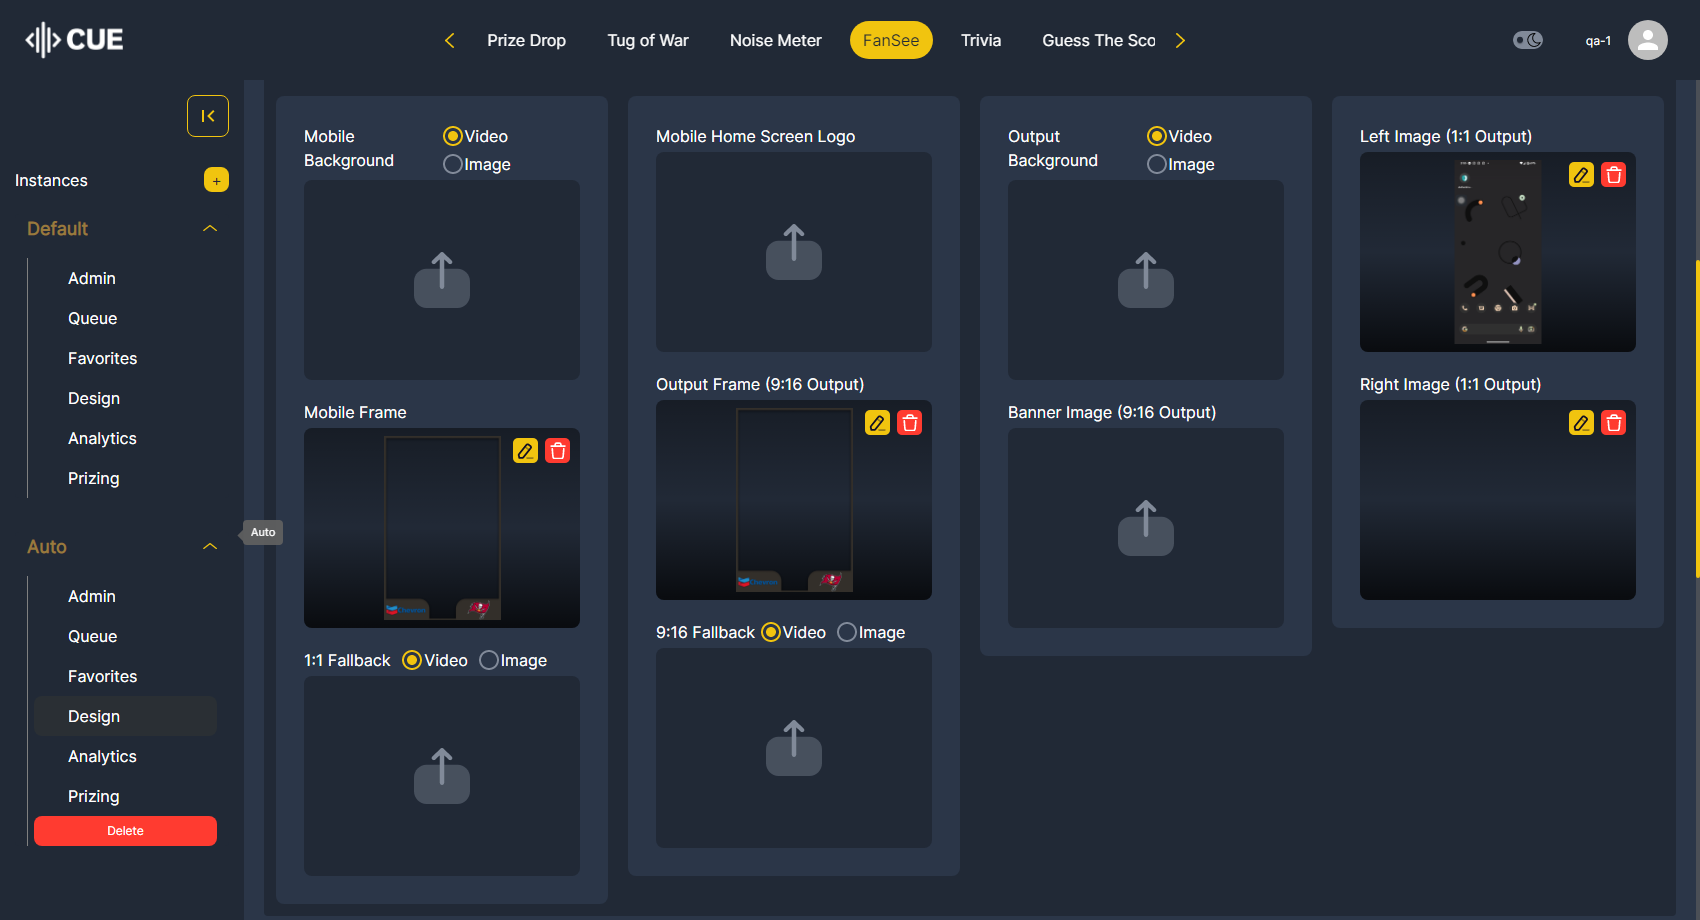 CUE
Prize Drop
Tug of War
Noise Meter
FanSee
Trivia
Guess The Sco
qa-1
Instances
+
Default
Admin
Queue
Favorites
Design
Analytics
Prizing
Auto
Auto
Admin
Queue
Favorites
Design
Analytics
Prizing
Delete
Mobile
Background
Video
Image
Mobile Frame
1:1 Fallback
Video
Image
Mobile Home Screen Logo
Output Frame (9:16 Output)
9:16 Fallback
Video
Image
Output
Background
Video
Image
Banner Image (9:16 Output)
Left Image (1:1 Output)
Right Image (1:1 Output)